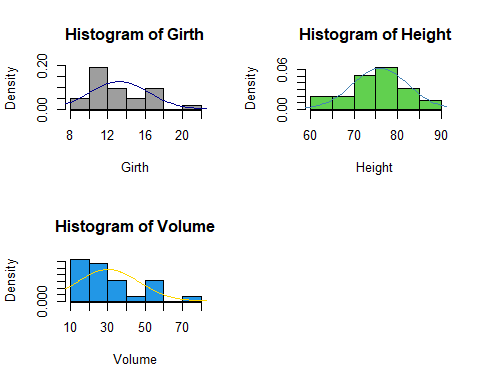 Histogram of Girth
Density
0.00
0.20
8
12
16
20
Girth
Histogram of Height
Density
0.00
0.06
60
70
80
90
Height
Histogram of Volume
Density
0.000
10
30
50
70
Volume